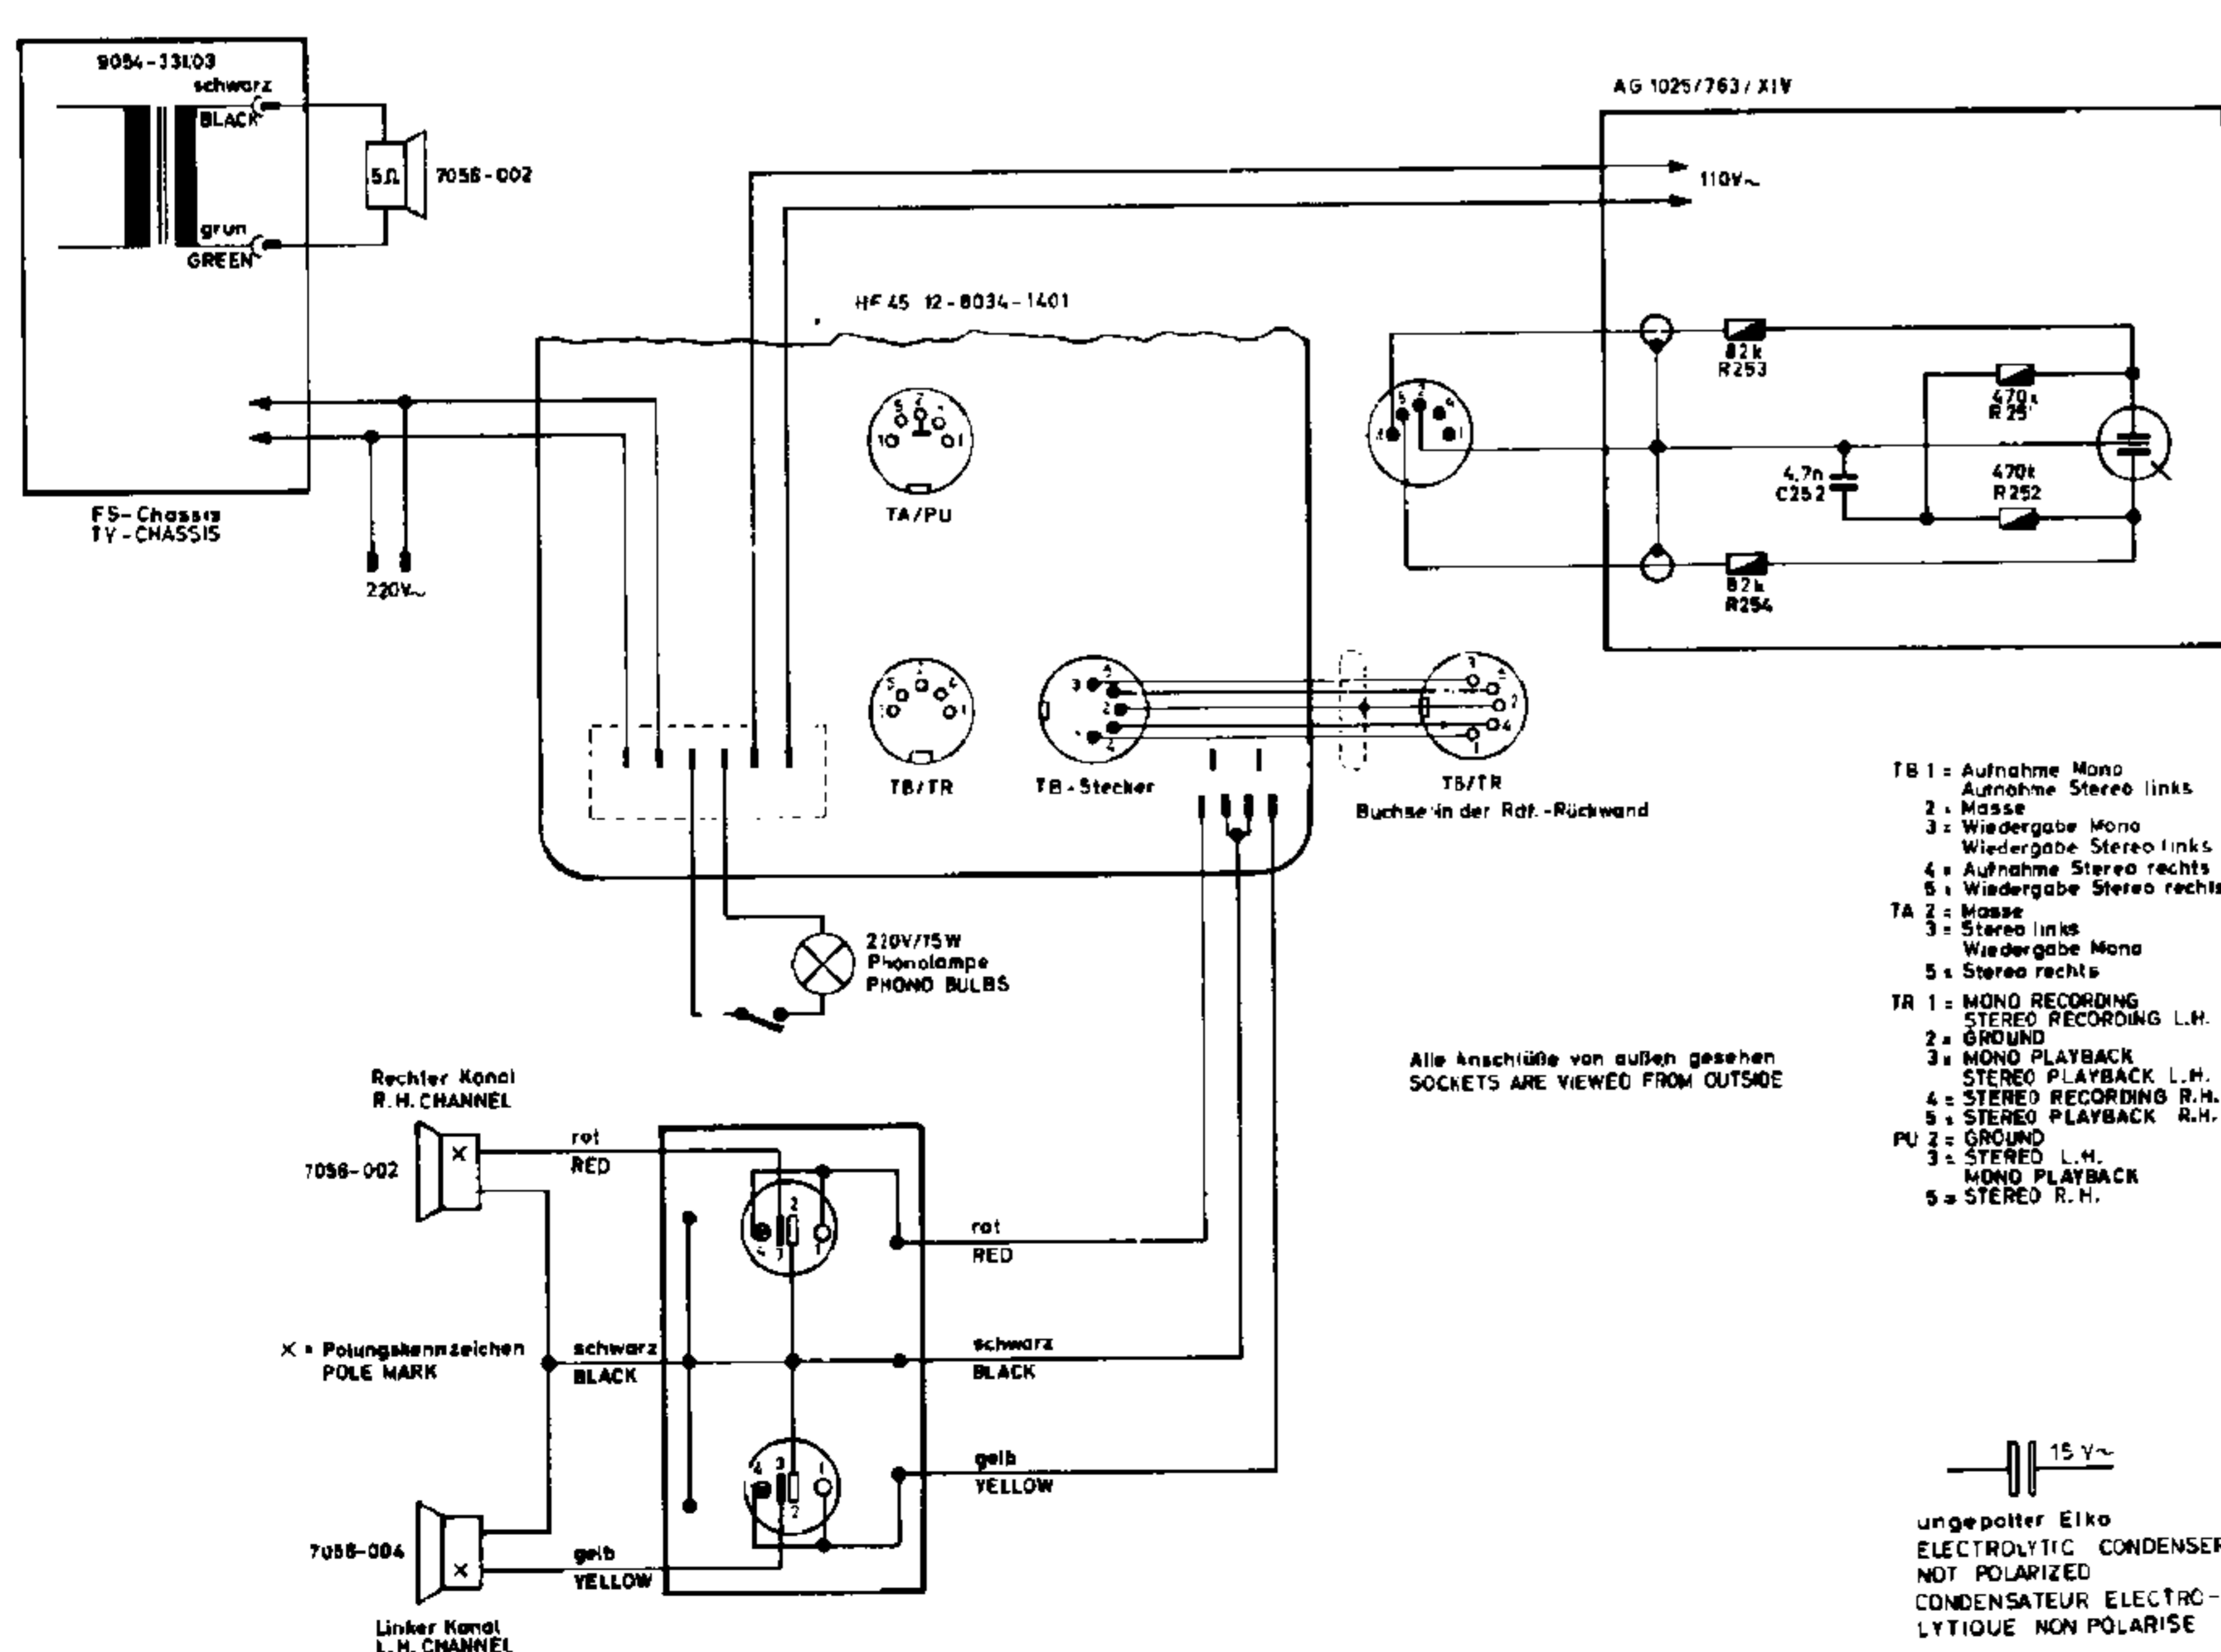 9054-33L03
schwarz
BLACK
5Ω
7058-002
grun
GREEN
FS-Chassis
TV-CHASSIS
220V~
AG 1025/763/XIV
110V~
HF 45 12-8034-1401
TA/PU
TB/TR
TB-Stecker
TB/TR
Buchse in der Rdf.-Rückwand
82k
R253
470k
R25
4,7n
C252
470k
R252
82k
R254
220V/15W
Phonolampe
PHONO BULBS
TB 1 = Aufnahme Mono
Aufnahme Stereo links
2 = Masse
3 = Wiedergabe Mono
Wiedergabe Stereo links
4 = Aufnahme Stereo rechts
5 = Wiedergabe Stereo rechts
TA 2 = Masse
3 = Stereo links
Wiedergabe Mono
5 = Stereo rechts
TR 1 = MONO RECORDING
STEREO RECORDING L.H.
2 = GROUND
3 = MONO PLAYBACK
STEREO PLAYBACK L.H.
4 = STEREO RECORDING R.H.
5 = STEREO PLAYBACK R.H.
PU 2 = GROUND
3 = STEREO L.H.
MONO PLAYBACK
5 = STEREO R.H.
Alle Anschlüße von außen gesehen
SOCKETS ARE VIEWED FROM OUTSIDE
Rechter Kanal
R.H. CHANNEL
7056-002
rot
RED
rot
RED
X = Polungskennzeichen
POLE MARK
schwarz
BLACK
schwarz
BLACK
gelb
YELLOW
7058-004
gelb
YELLOW
Linker Kanal
L.H. CHANNEL
15 V~
ungepolter Elko
ELECTROLYTIC CONDENSER
NOT POLARIZED
CONDENSATEUR ELECTRO-
LYTIQUE NON POLARISE